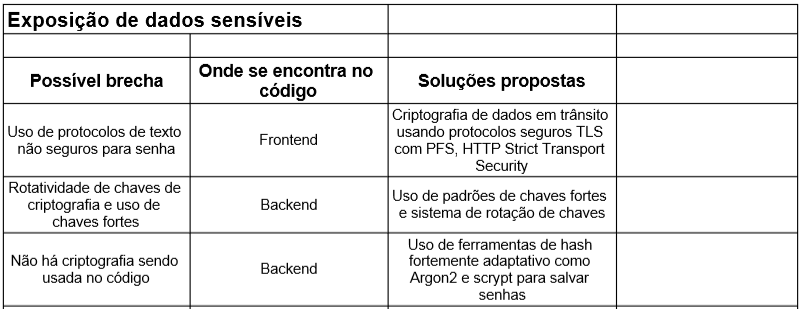 Exposição de dados sensíveis
Possível brecha
Onde se encontra no
código
Soluções propostas
Uso de protocolos de texto
não seguros para senha
Frontend
Criptografia de dados em trânsito
usando protocolos seguros TLS
com PFS, HTTP Strict Transport
Security
Rotatividade de chaves de
criptografia e uso de
chaves fortes
Backend
Uso de padrões de chaves fortes
e sistema de rotação de chaves
Não há criptografia sendo
usada no código
Backend
Uso de ferramentas de hash
fortemente adaptativo como
Argon2 e scrypt para salvar
senhas